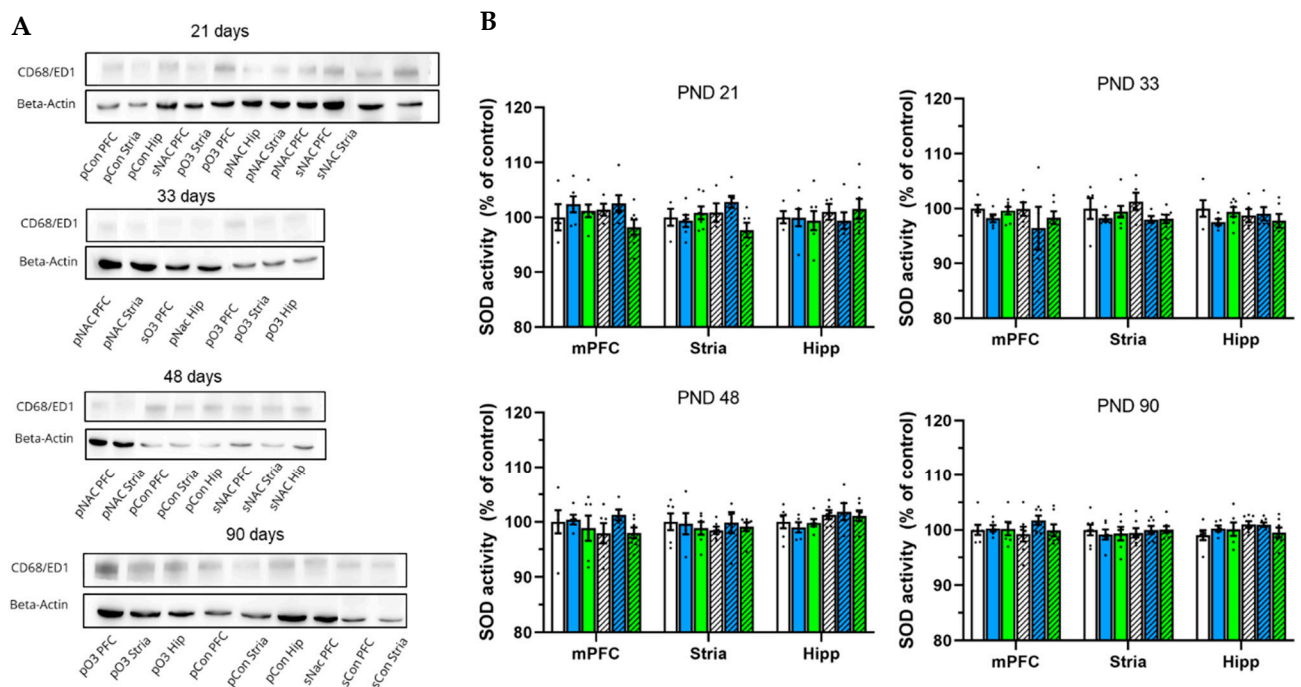 A
21 days
CD68/ED1
Beta-Actin
pCon PFC
pCon Stria
pCon Hip
sNAC PFC
pO3 Stria
pO3 PFC
pNAC Hip
pNAC Stria
pNAC PFC
sNAC PFC
sNAC Stria
33 days
CD68/ED1
Beta-Actin
pNAC PFC
pNAC Stria
sO3 PFC
pNac Hip
pO3 PFC
pO3 Stria
pO3 Hip
48 days
CD68/ED1
Beta-Actin
pNAC PFC
pNAC Stria
pCon PFC
pCon Stria
pCon Hip
sNAC PFC
sNAC Stria
sNAC Hip
90 days
CD68/ED1
Beta-Actin
pO3 PFC
pO3 Stria
pO3 Hip
pCon PFC
pCon Stria
pCon Hip
sNac PFC
sCon PFC
sCon Stria
B
PND 21
SOD activity (% of control)
120
110
100
90
80
mPFC Stria Hipp
PND 33
SOD activity (% of control)
120
110
100
90
80
mPFC Stria Hipp
PND 48
SOD activity (% of control)
120
110
100
90
80
mPFC Stria Hipp
PND 90
SOD activity (% of control)
120
110
100
90
80
mPFC Stria Hipp